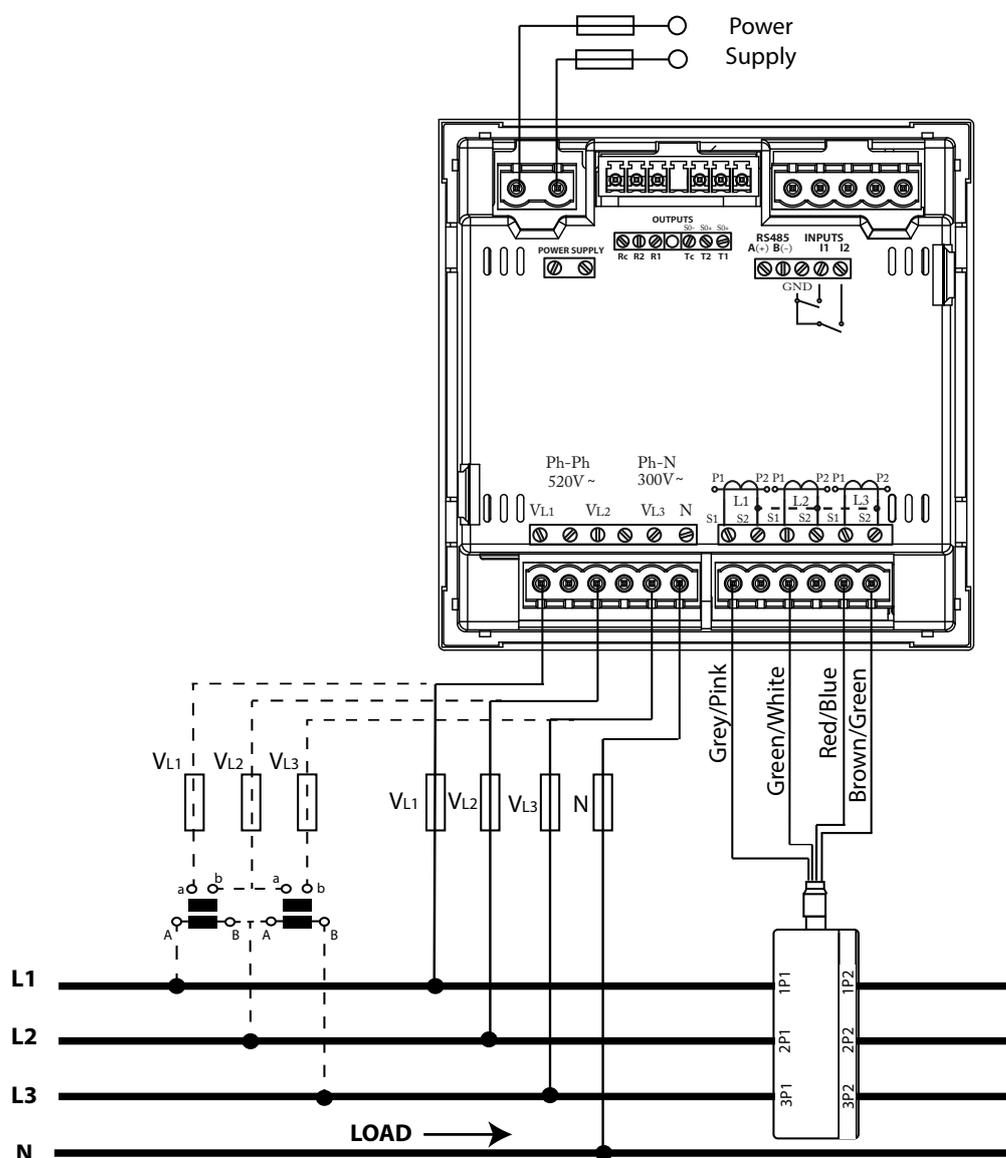 Power
Supply
OUTPUTS
S0- S0+ S0+
POWER SUPPLY
Rc R2 R1 Tc T2 T1
RS485 INPUTS
A(+) B(-) I1 I2
GND
Ph-Ph
520V~
Ph-N
300V~
P1 P2 P1 P2 P1 P2
L1 L2 L3
VL1 VL2 VL3 N
S1 S2 S1 S2 S1 S2
Grey/Pink
Green/White
Red/Blue
Brown/Green
VL1 VL2 VL3
VL1 VL2 VL3 N
a b a b
A B A B
L1
1P1 1P2
L2
2P1 2P2
L3
3P1 3P2
LOAD
N